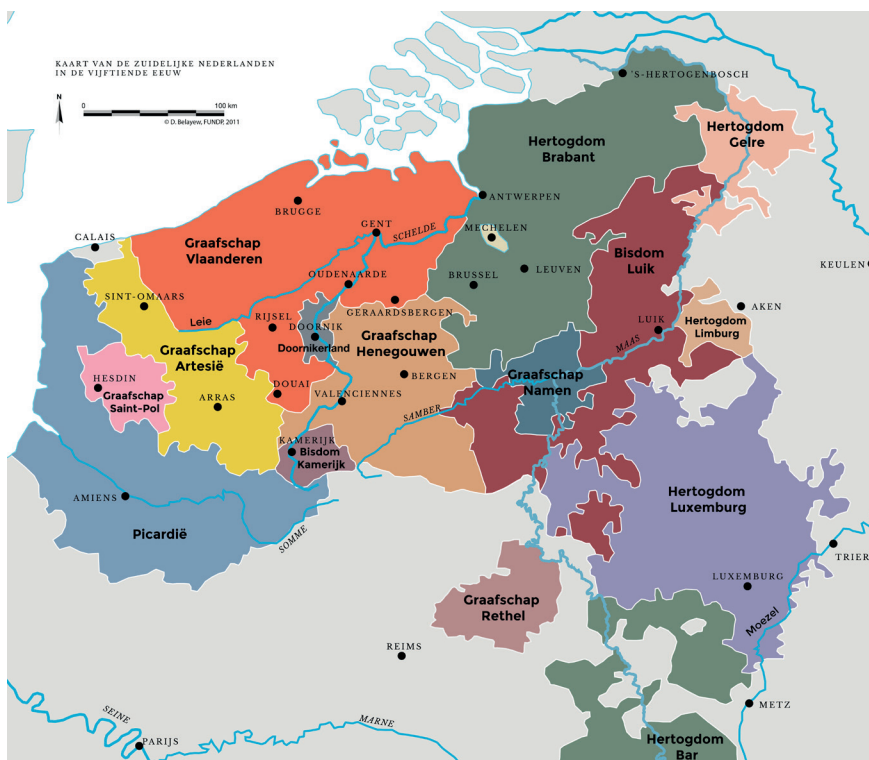 KAART VAN DE ZUIDELIJKE NEDERLANDEN
IN DE VIJFTIENDE EEUW
N
0 100 km
© D. Belayew, FUNDP, 2011
'S-HERTOGENBOSCH
Hertogdom
Gelre
Hertogdom
Brabant
ANTWERPEN
BRUGGE
GENT
SCHELDE
MECHELEN
CALAIS
Graafschap
Vlaanderen
Bisdom
Luik
KEULEN
OUDENAARDE
BRUSSEL
LEUVEN
SINT-OMAARS
GERAARDSBERGEN
AKEN
Leie
RIJSEL
DOORNIK
Doornikerland
Graafschap
Henegouwen
LUIK
Hertogdom
Limburg
MAAS
Graafschap
Artesië
HESDIN
Graafschap
Saint-Pol
BERGEN
Graafschap
Namen
DOUAI
VALENCIENNES
ARRAS
SAMBER
KAMERIJK
Bisdom
Kamerijk
AMIENS
Hertogdom
Luxemburg
Picardië
SOMME
TRIER
LUXEMBURG
Graafschap
Rethel
Moezel
REIMS
SEINE
METZ
MARNE
PARIJS
Hertogdom
Bar